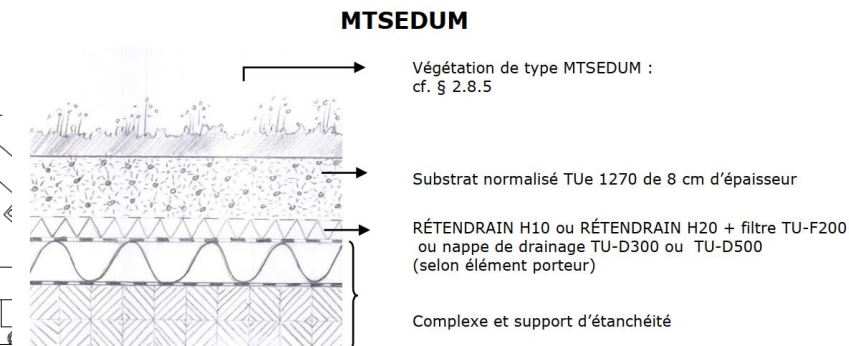 MTSEDUM
Végétation de type MTSEDUM :
cf. § 2.8.5
Substrat normalisé TUe 1270 de 8 cm d’épaisseur
RÉTENDRAIN H10 ou RÉTENDRAIN H20 + filtre TU-F200
ou nappe de drainage TU-D300 ou TU-D500
(selon élément porteur)
Complexe et support d’étanchéité